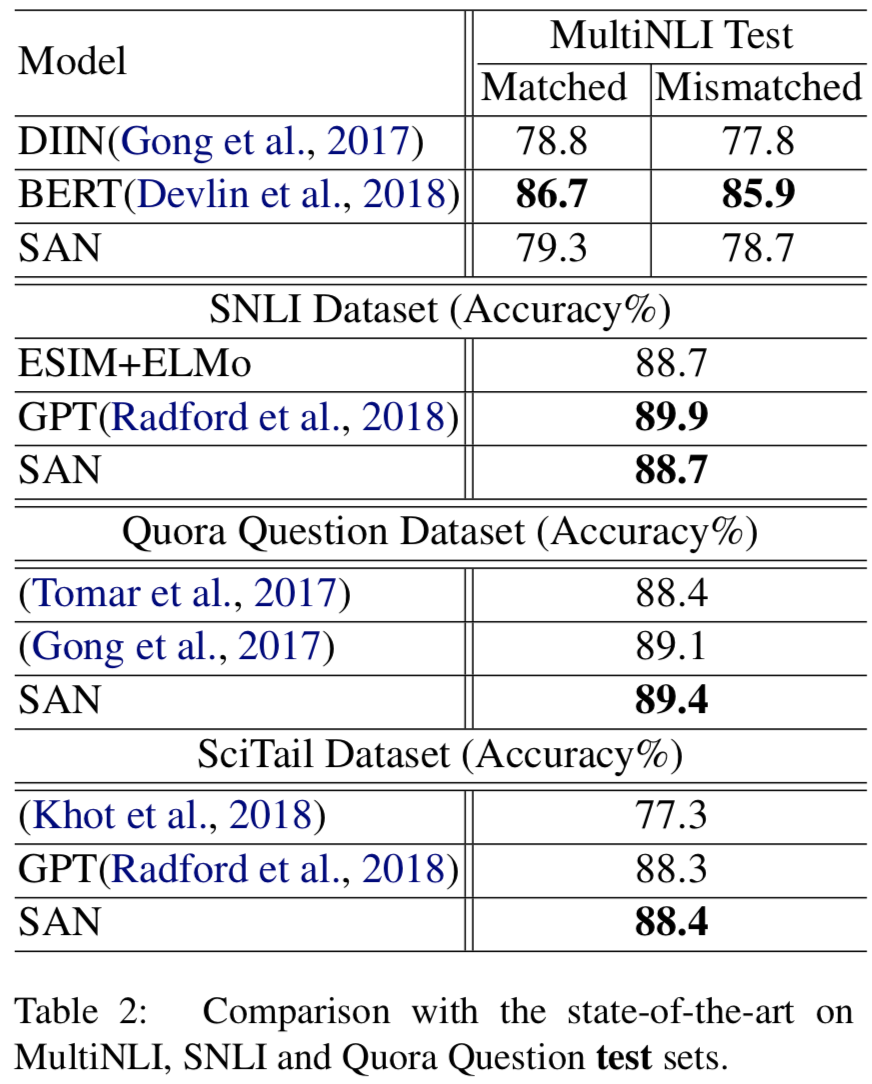 Model
MultiNLI Test
Matched Mismatched
DIIN(Gong et al., 2017) 78.8 77.8
BERT(Devlin et al., 2018) 86.7 85.9
SAN 79.3 78.7
SNLI Dataset (Accuracy%)
ESIM+ELMo 88.7
GPT(Radford et al., 2018) 89.9
SAN 88.7
Quora Question Dataset (Accuracy%)
(Tomar et al., 2017) 88.4
(Gong et al., 2017) 89.1
SAN 89.4
SciTail Dataset (Accuracy%)
(Khot et al., 2018) 77.3
GPT(Radford et al., 2018) 88.3
SAN 88.4
Table 2: Comparison with the state-of-the-art on
MultiNLI, SNLI and Quora Question test sets.